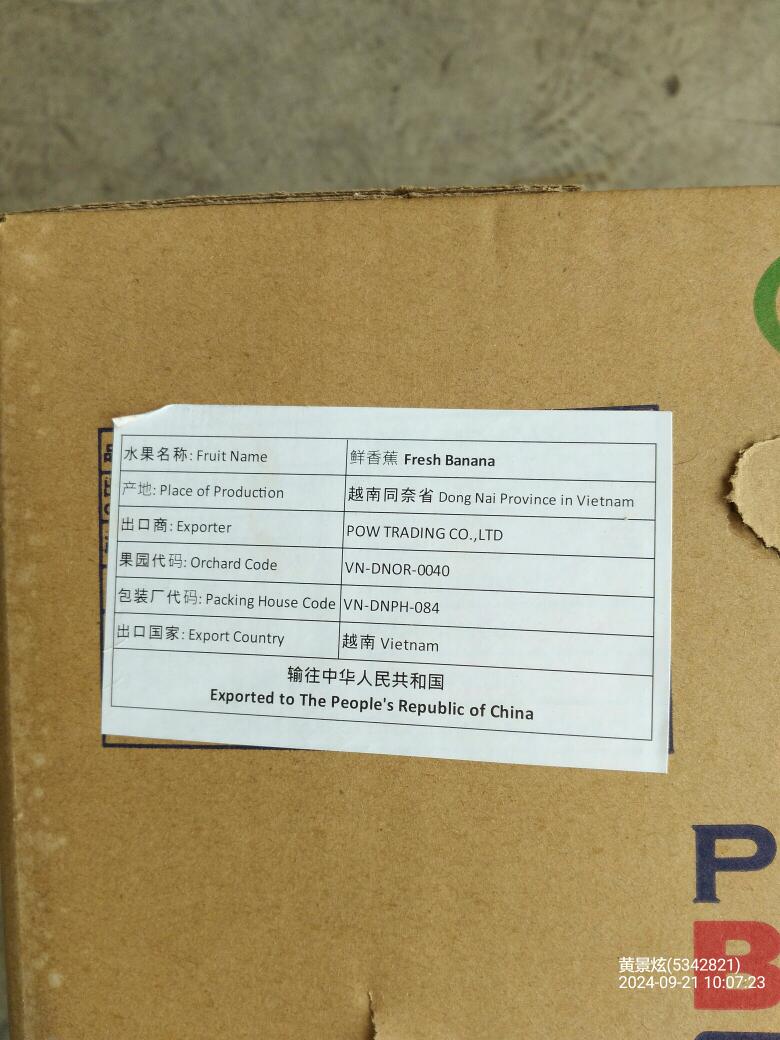 水果名称: Fruit Name 鲜香蕉 Fresh Banana
产地: Place of Production 越南同奈省 Dong Nai Province in Vietnam
出口商: Exporter POW TRADING CO.,LTD
果园代码: Orchard Code VN-DNOR-0040
包装厂代码: Packing House Code VN-DNPH-084
出口国家: Export Country 越南 Vietnam
输往中华人民共和国
Exported to The People's Republic of China
P
B
黄景炫(5342821)
2024-09-21 10:07:23